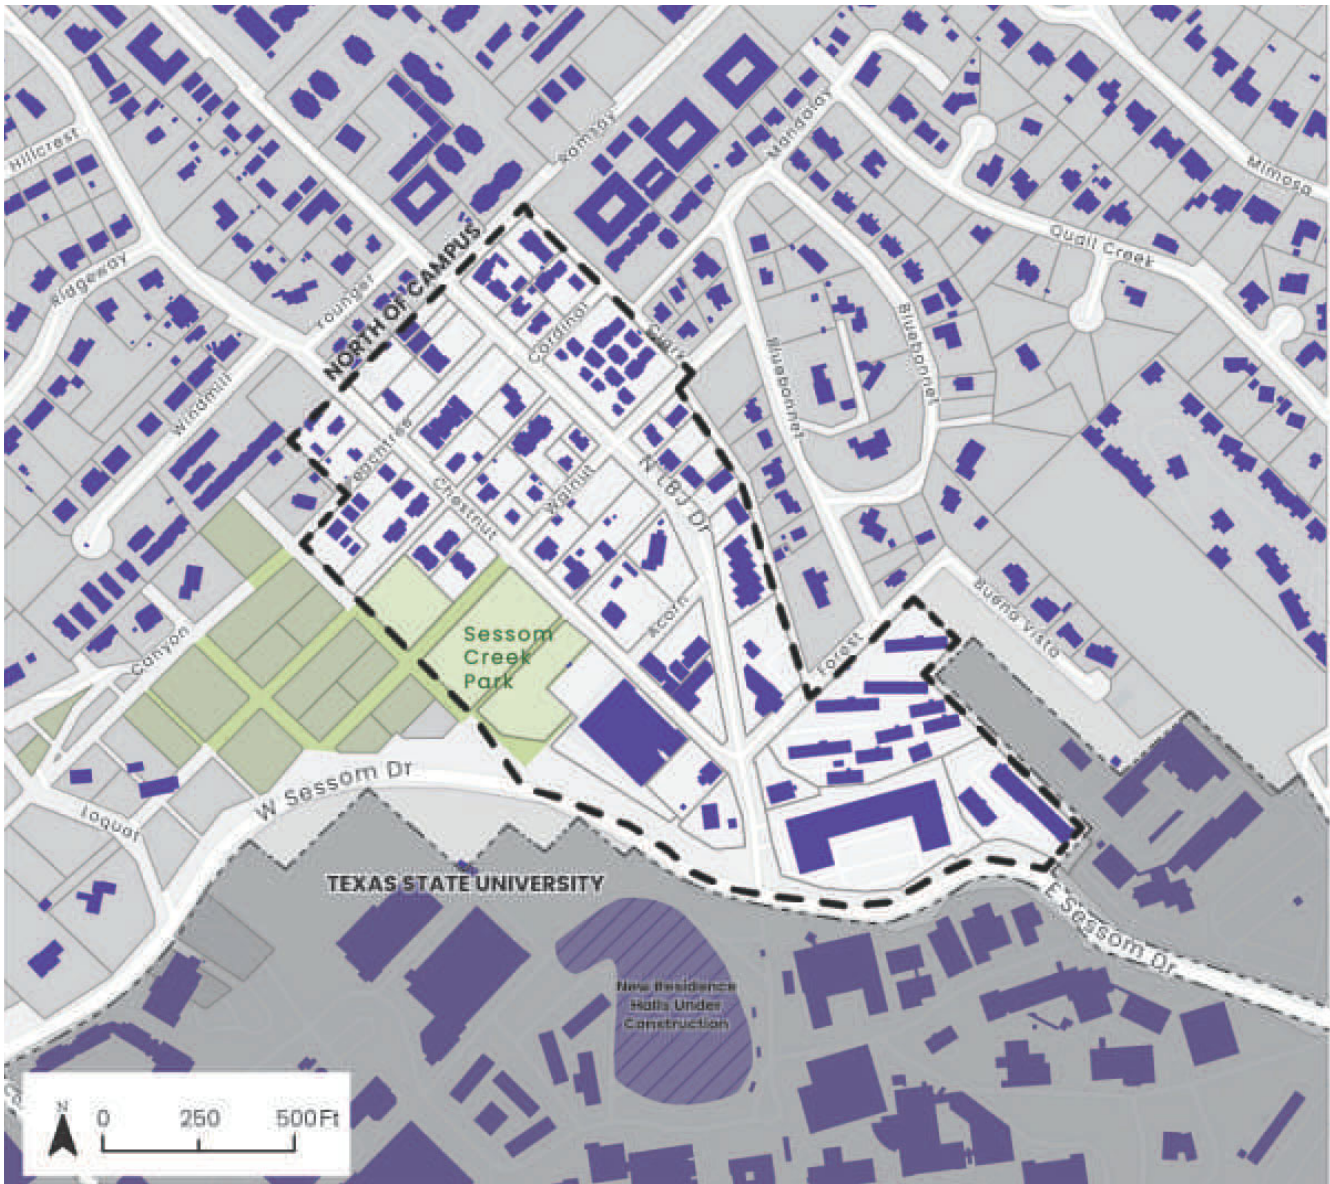 Hillcrest
Ramsay
Mandalay
Mimosa
Ridgeway
Younger
NORTH OF CAMPUS
Quail Creek
Windmill
Cardinal
Clark
Bluebonnet
Bluebonnet
Peachtree
Chestnut
Walnut
N LBJ Dr
Sessom
Creek
Park
Acorn
Forest
Buena Vista
Canyon
Loquat
W Sessom Dr
TEXAS STATE UNIVERSITY
E Sessom Dr
New Residence
Halls Under
Construction
N
0 250 500 Ft